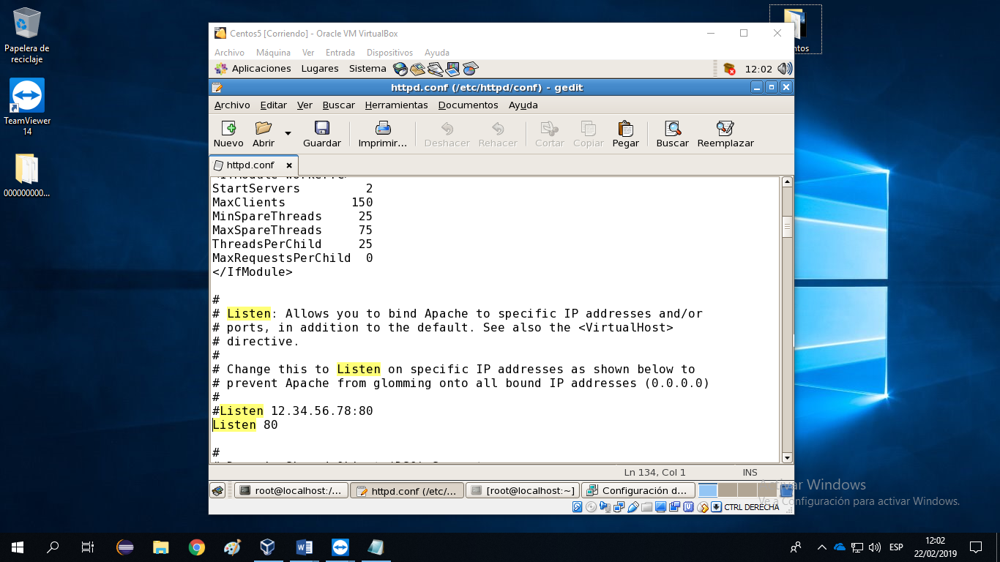 Papelera de
reciclaje
TeamViewer
14
000000000...
ntos
Centos5 [Corriendo] - Oracle VM VirtualBox
Archivo Máquina Ver Entrada Dispositivos Ayuda
Aplicaciones Lugares Sistema 12:02
httpd.conf (/etc/httpd/conf) - gedit
Archivo Editar Ver Buscar Herramientas Documentos Ayuda
Nuevo Abrir Guardar Imprimir... Deshacer Rehacer Cortar Copiar Pegar Buscar Reemplazar
httpd.conf
StartServers 2
MaxClients 150
MinSpareThreads 25
MaxSpareThreads 75
ThreadsPerChild 25
MaxRequestsPerChild 0
</IfModule>
#
# Listen: Allows you to bind Apache to specific IP addresses and/or
# ports, in addition to the default. See also the <VirtualHost>
# directive.
#
# Change this to Listen on specific IP addresses as shown below to
# prevent Apache from glomming onto all bound IP addresses (0.0.0.0)
#
#Listen 12.34.56.78:80
Listen 80
#
Ln 134, Col 1 INS
root@localhost:/... httpd.conf (/etc/... [root@localhost:~] Configuración d...
CTRL DERECHA
Activar Windows
Ve a Configuración para activar Windows.
ESP
12:02
22/02/2019